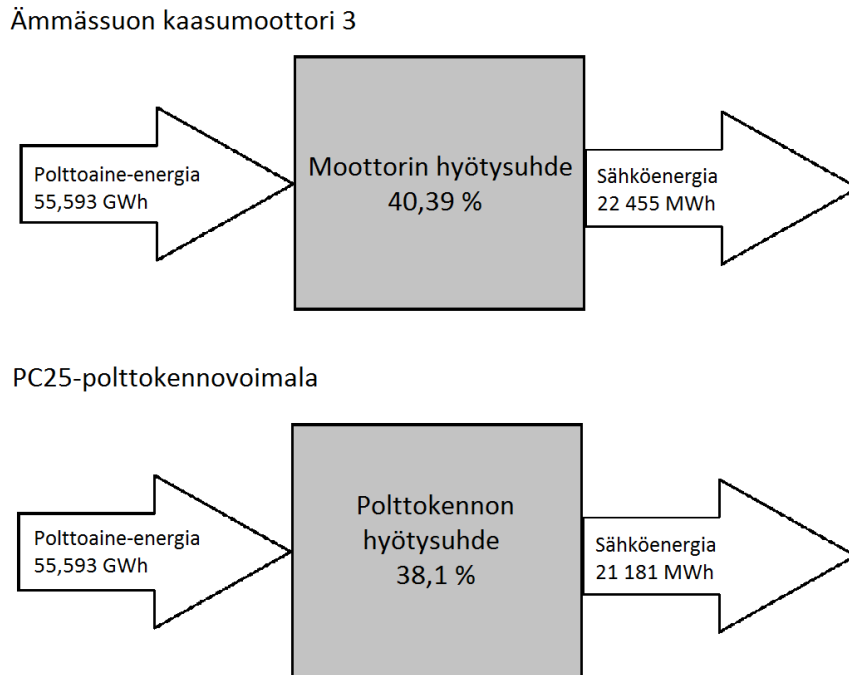 Ämmässuon kaasumoottori 3
Polttoaine-energia
55,593 GWh
Moottorin hyötysuhde
40,39 %
Sähköenergia
22 455 MWh
PC25-polttokennovoimala
Polttoaine-energia
55,593 GWh
Polttokennon
hyötysuhde
38,1 %
Sähköenergia
21 181 MWh